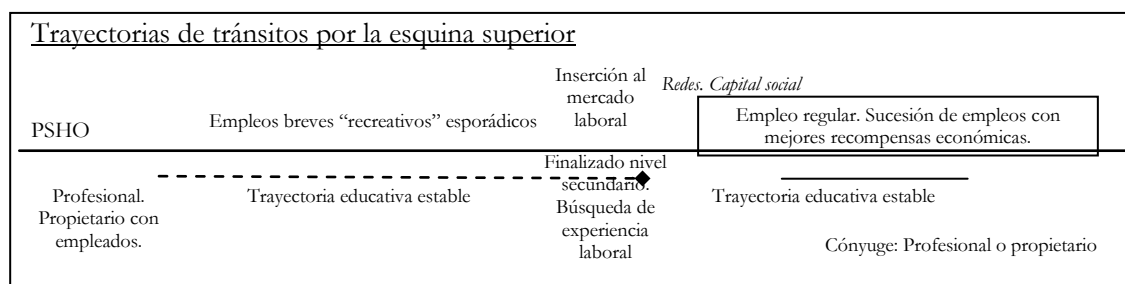 Trayectorias de tránsitos por la esquina superior
Inserción al
mercado
laboral
Redes. Capital social
Empleos breves “recreativos” esporádicos
Empleo regular. Sucesión de empleos con
mejores recompensas económicas.
PSHO
Finalizado nivel
secundario.
Búsqueda de
experiencia
laboral
Profesional.
Propietario con
empleados.
Trayectoria educativa estable
Trayectoria educativa estable
Cónyuge: Profesional o propietario